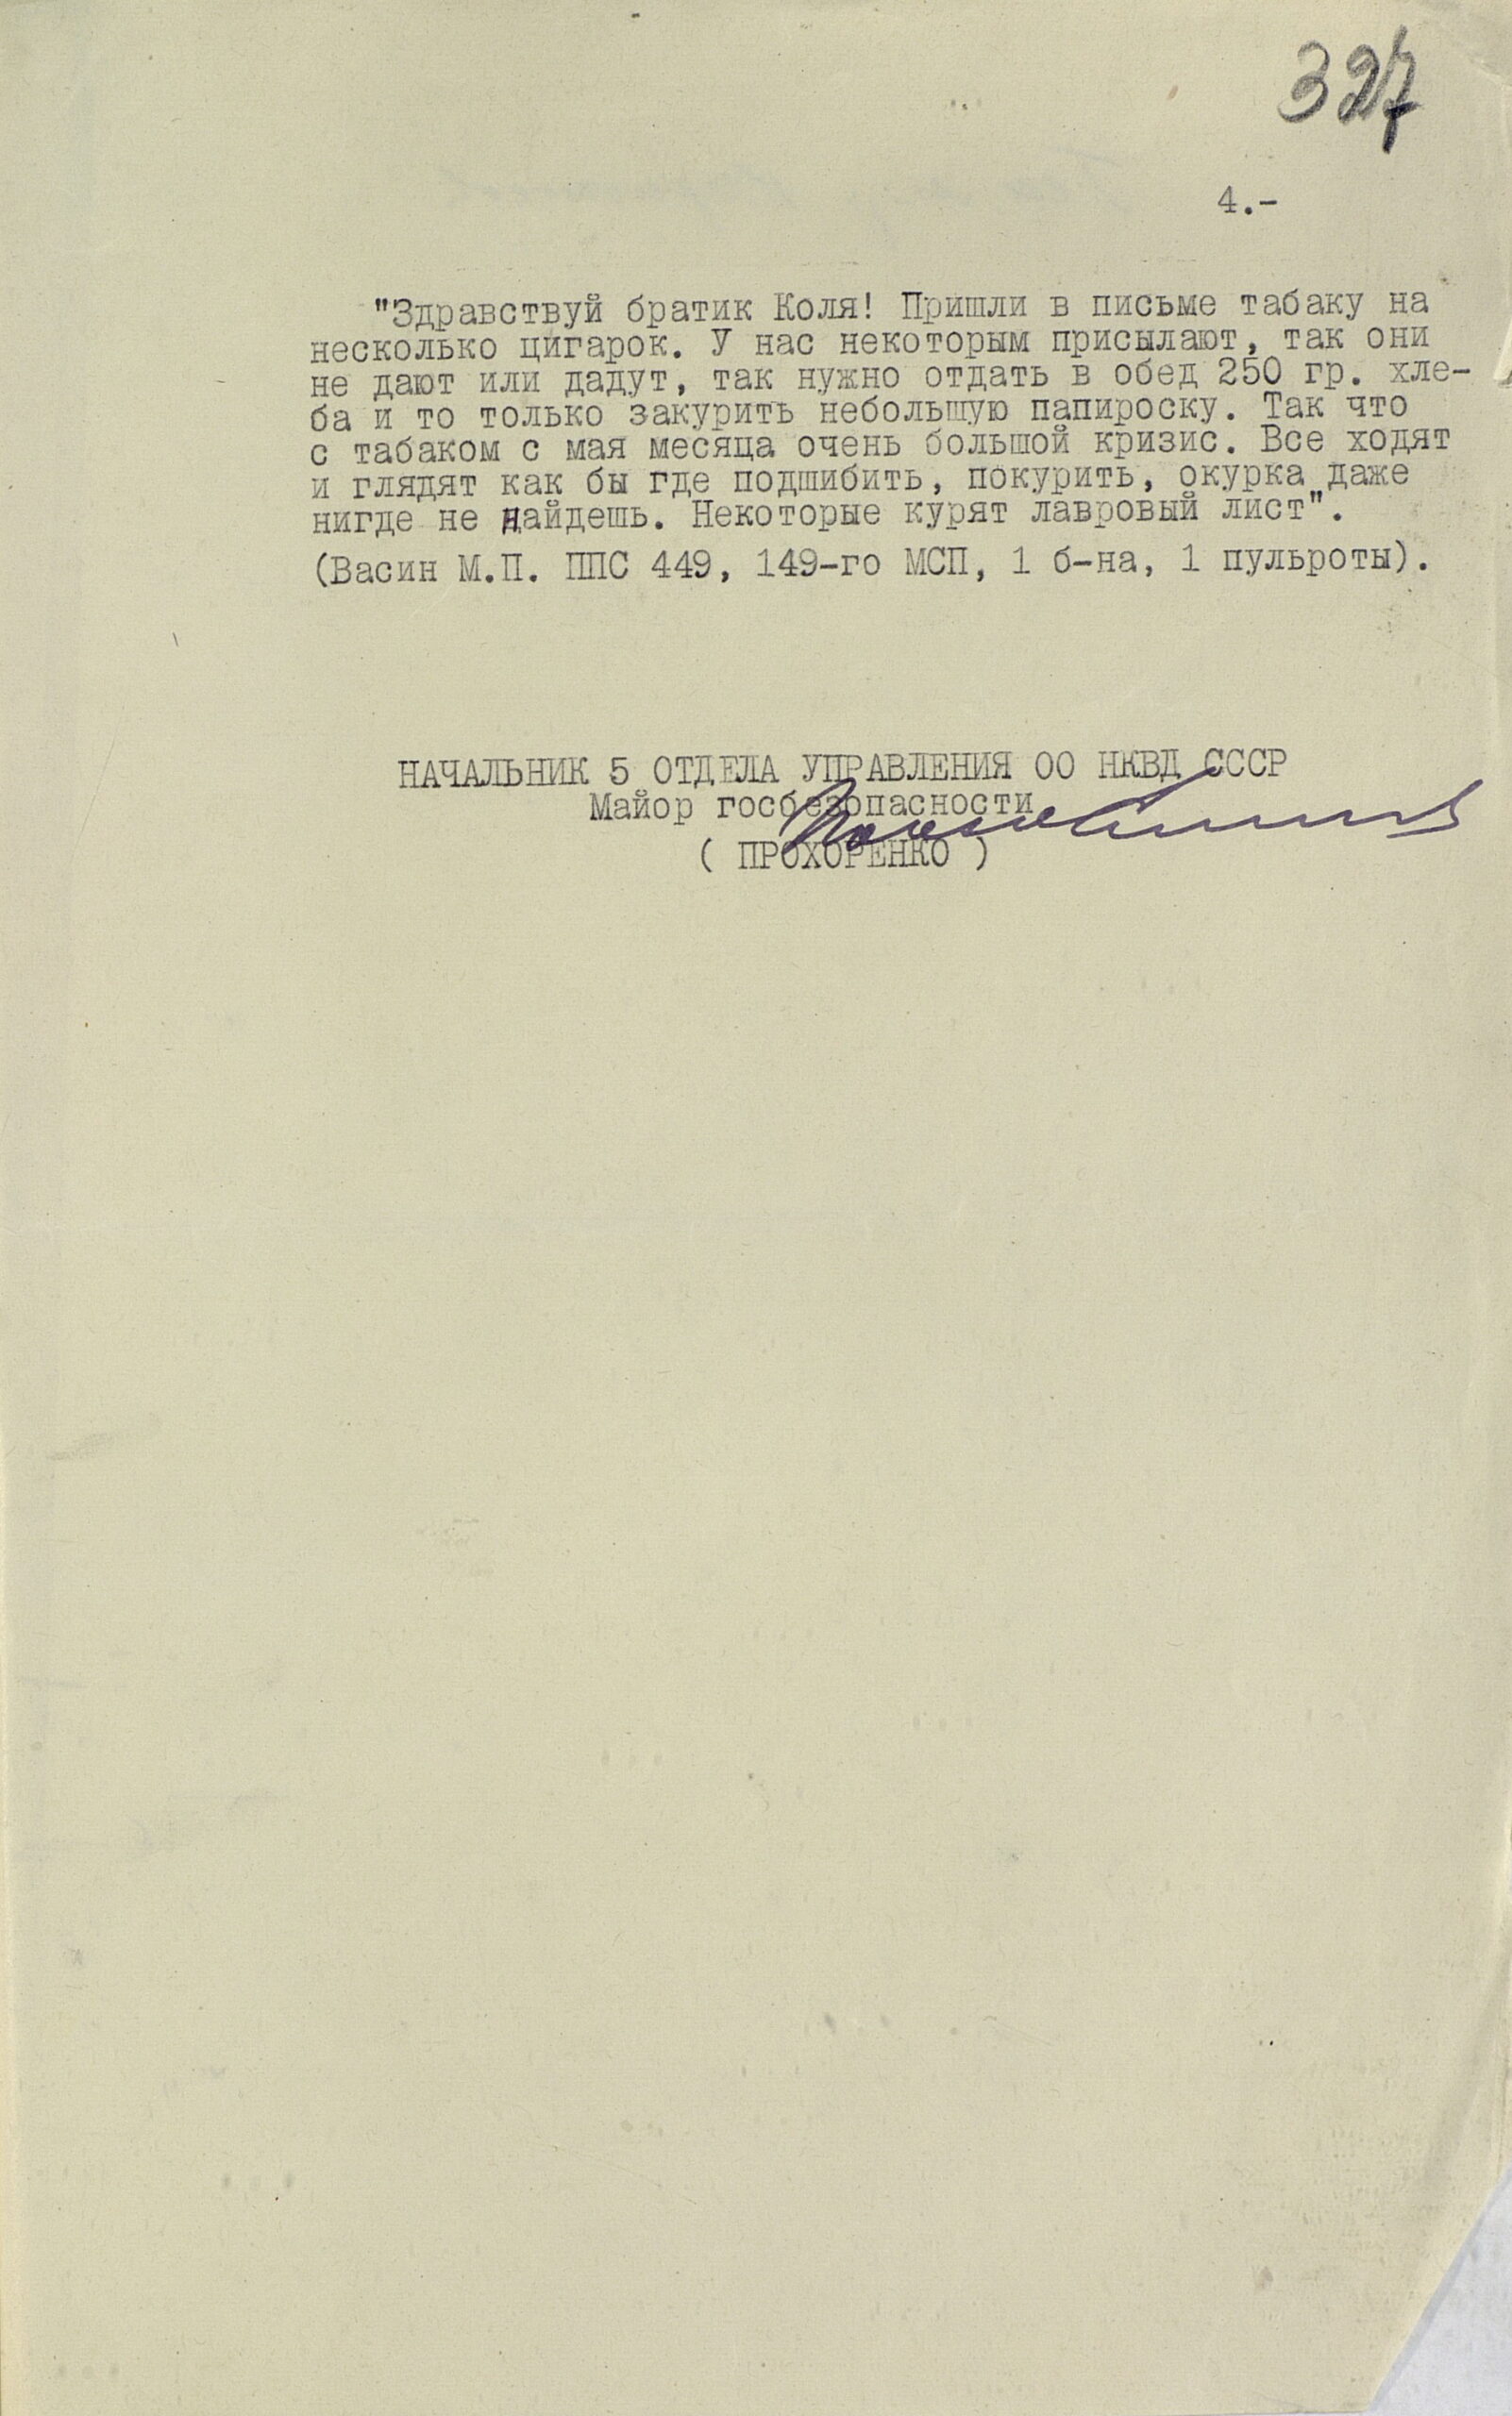 327
4.-
"Здравствуй братик Коля! Пришли в письме табаку на
несколько цигарок. У нас некоторым присылают, так они
не дают или дадут, так нужно отдать в обед 250 гр. хле-
ба и то только закурить небольшую папироску. Так что
с табаком с мая месяца очень большой кризис. Все ходят
и глядят как бы где подшибить, покурить, окурка даже
нигде не найдешь. Некоторые курят лавровый лист".
(Васин М.П. ППС 449, 149-го МСП, 1 б-на, 1 пульроты).
НАЧАЛЬНИК 5 ОТДЕЛА УПРАВЛЕНИЯ ОО НКВД СССР
Майор госбезопасности
( ПРОХОРЕНКО )